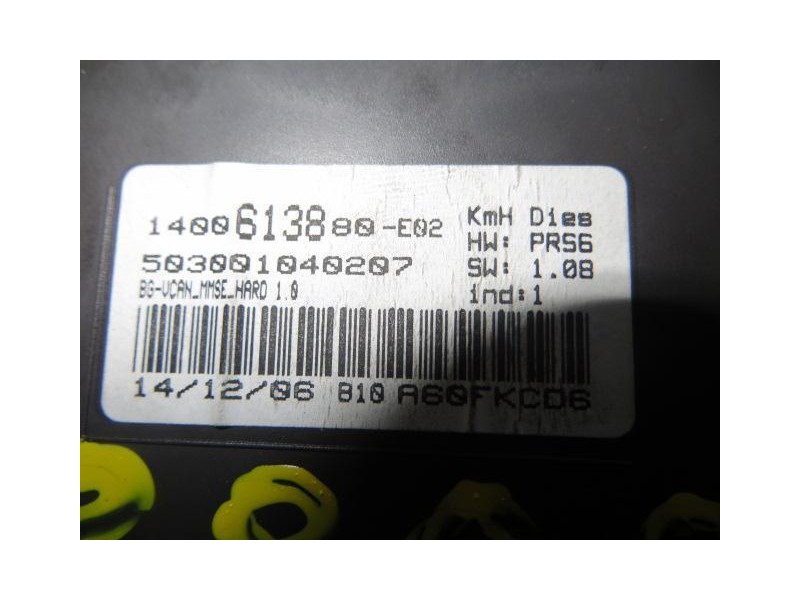 1400613880-E02
503001040207
BG-VCAN_MMSE_HARD 1.0
KmH Dies
HW: PRS6
SW: 1.08
ind:1
14/12/06 810 A60FKCD6